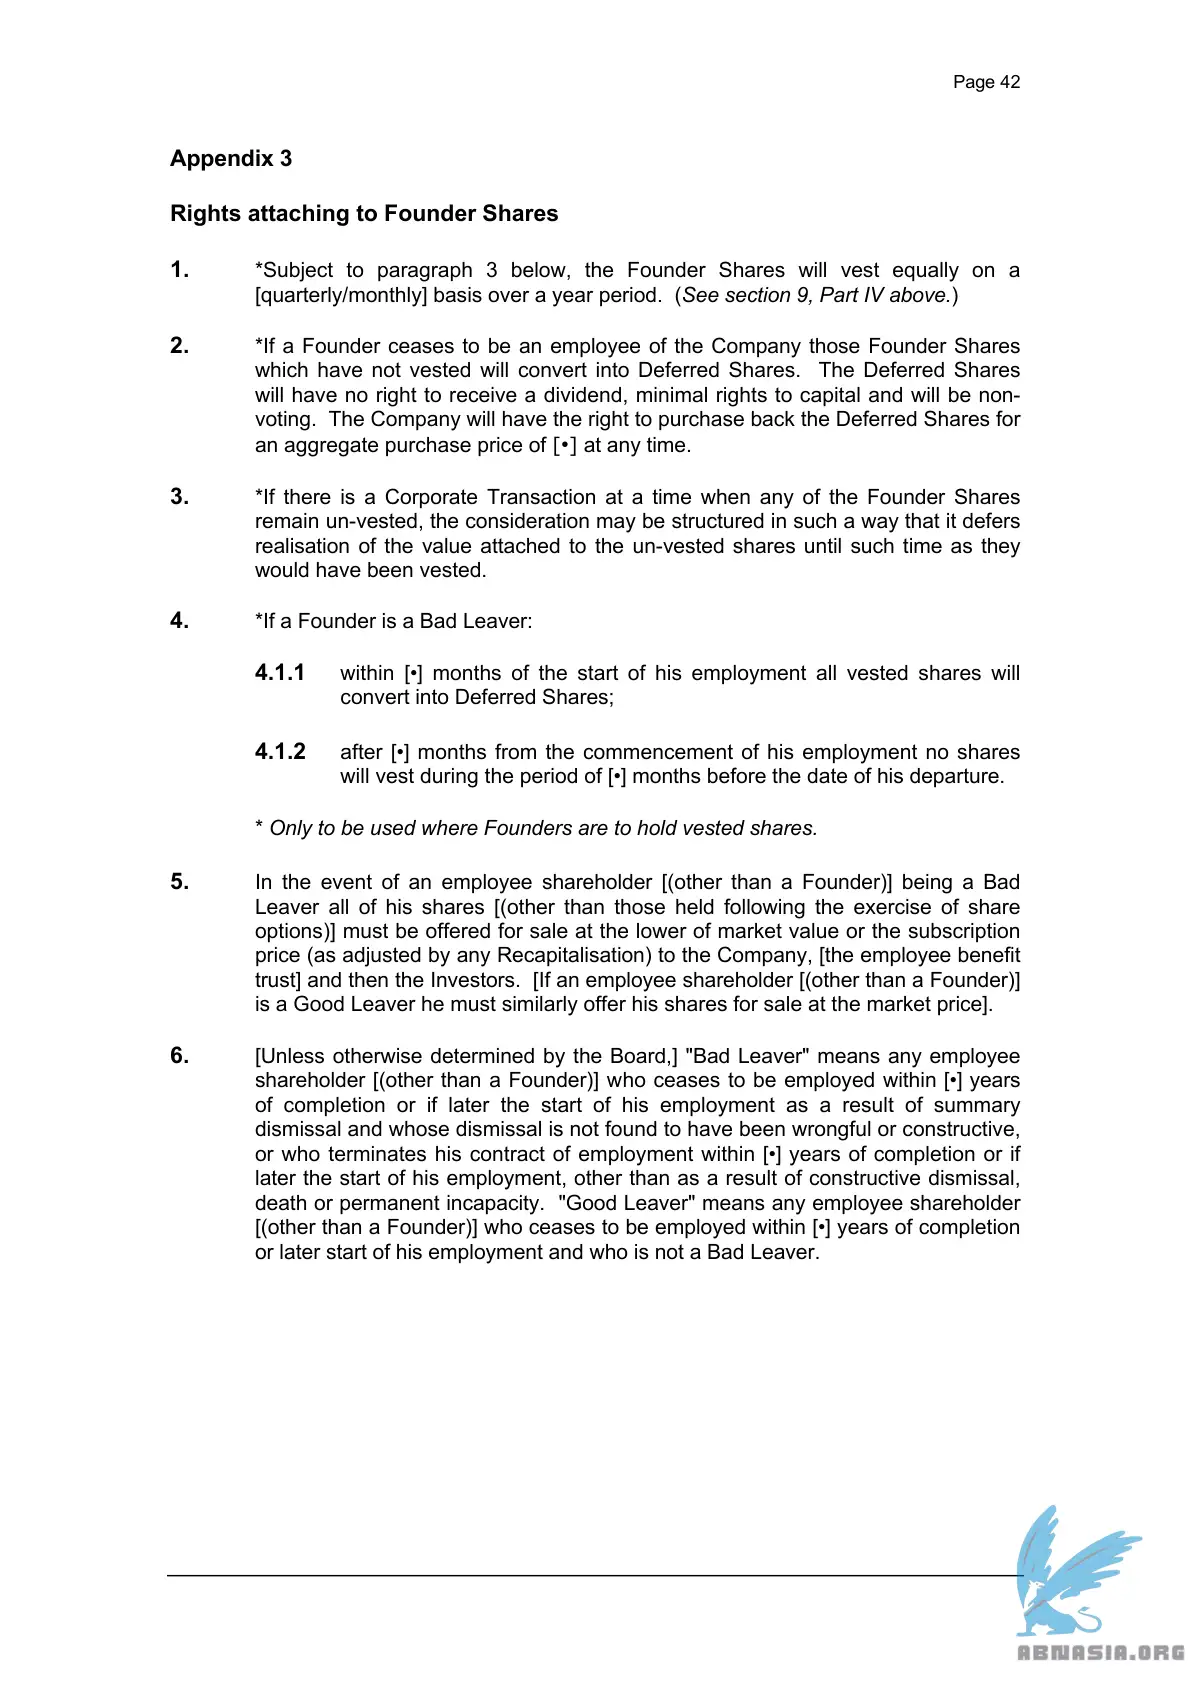 Page 42
Appendix 3
Rights attaching to Founder Shares
1. *Subject to paragraph 3 below, the Founder Shares will vest equally on a
[quarterly/monthly] basis over a year period. (See section 9, Part IV above.)
2. *If a Founder ceases to be an employee of the Company those Founder Shares
which have not vested will convert into Deferred Shares. The Deferred Shares
will have no right to receive a dividend, minimal rights to capital and will be non-
voting. The Company will have the right to purchase back the Deferred Shares for
an aggregate purchase price of [•] at any time.
3. *If there is a Corporate Transaction at a time when any of the Founder Shares
remain un-vested, the consideration may be structured in such a way that it defers
realisation of the value attached to the un-vested shares until such time as they
would have been vested.
4. *If a Founder is a Bad Leaver:
4.1.1 within [•] months of the start of his employment all vested shares will
convert into Deferred Shares;
4.1.2 after [•] months from the commencement of his employment no shares
will vest during the period of [•] months before the date of his departure.
* Only to be used where Founders are to hold vested shares.
5. In the event of an employee shareholder [(other than a Founder)] being a Bad
Leaver all of his shares [(other than those held following the exercise of share
options)] must be offered for sale at the lower of market value or the subscription
price (as adjusted by any Recapitalisation) to the Company, [the employee benefit
trust] and then the Investors. [If an employee shareholder [(other than a Founder)]
is a Good Leaver he must similarly offer his shares for sale at the market price].
6. [Unless otherwise determined by the Board,] "Bad Leaver" means any employee
shareholder [(other than a Founder)] who ceases to be employed within [•] years
of completion or if later the start of his employment as a result of summary
dismissal and whose dismissal is not found to have been wrongful or constructive,
or who terminates his contract of employment within [•] years of completion or if
later the start of his employment, other than as a result of constructive dismissal,
death or permanent incapacity. "Good Leaver" means any employee shareholder
[(other than a Founder)] who ceases to be employed within [•] years of completion
or later start of his employment and who is not a Bad Leaver.
ABNASIA.ORG